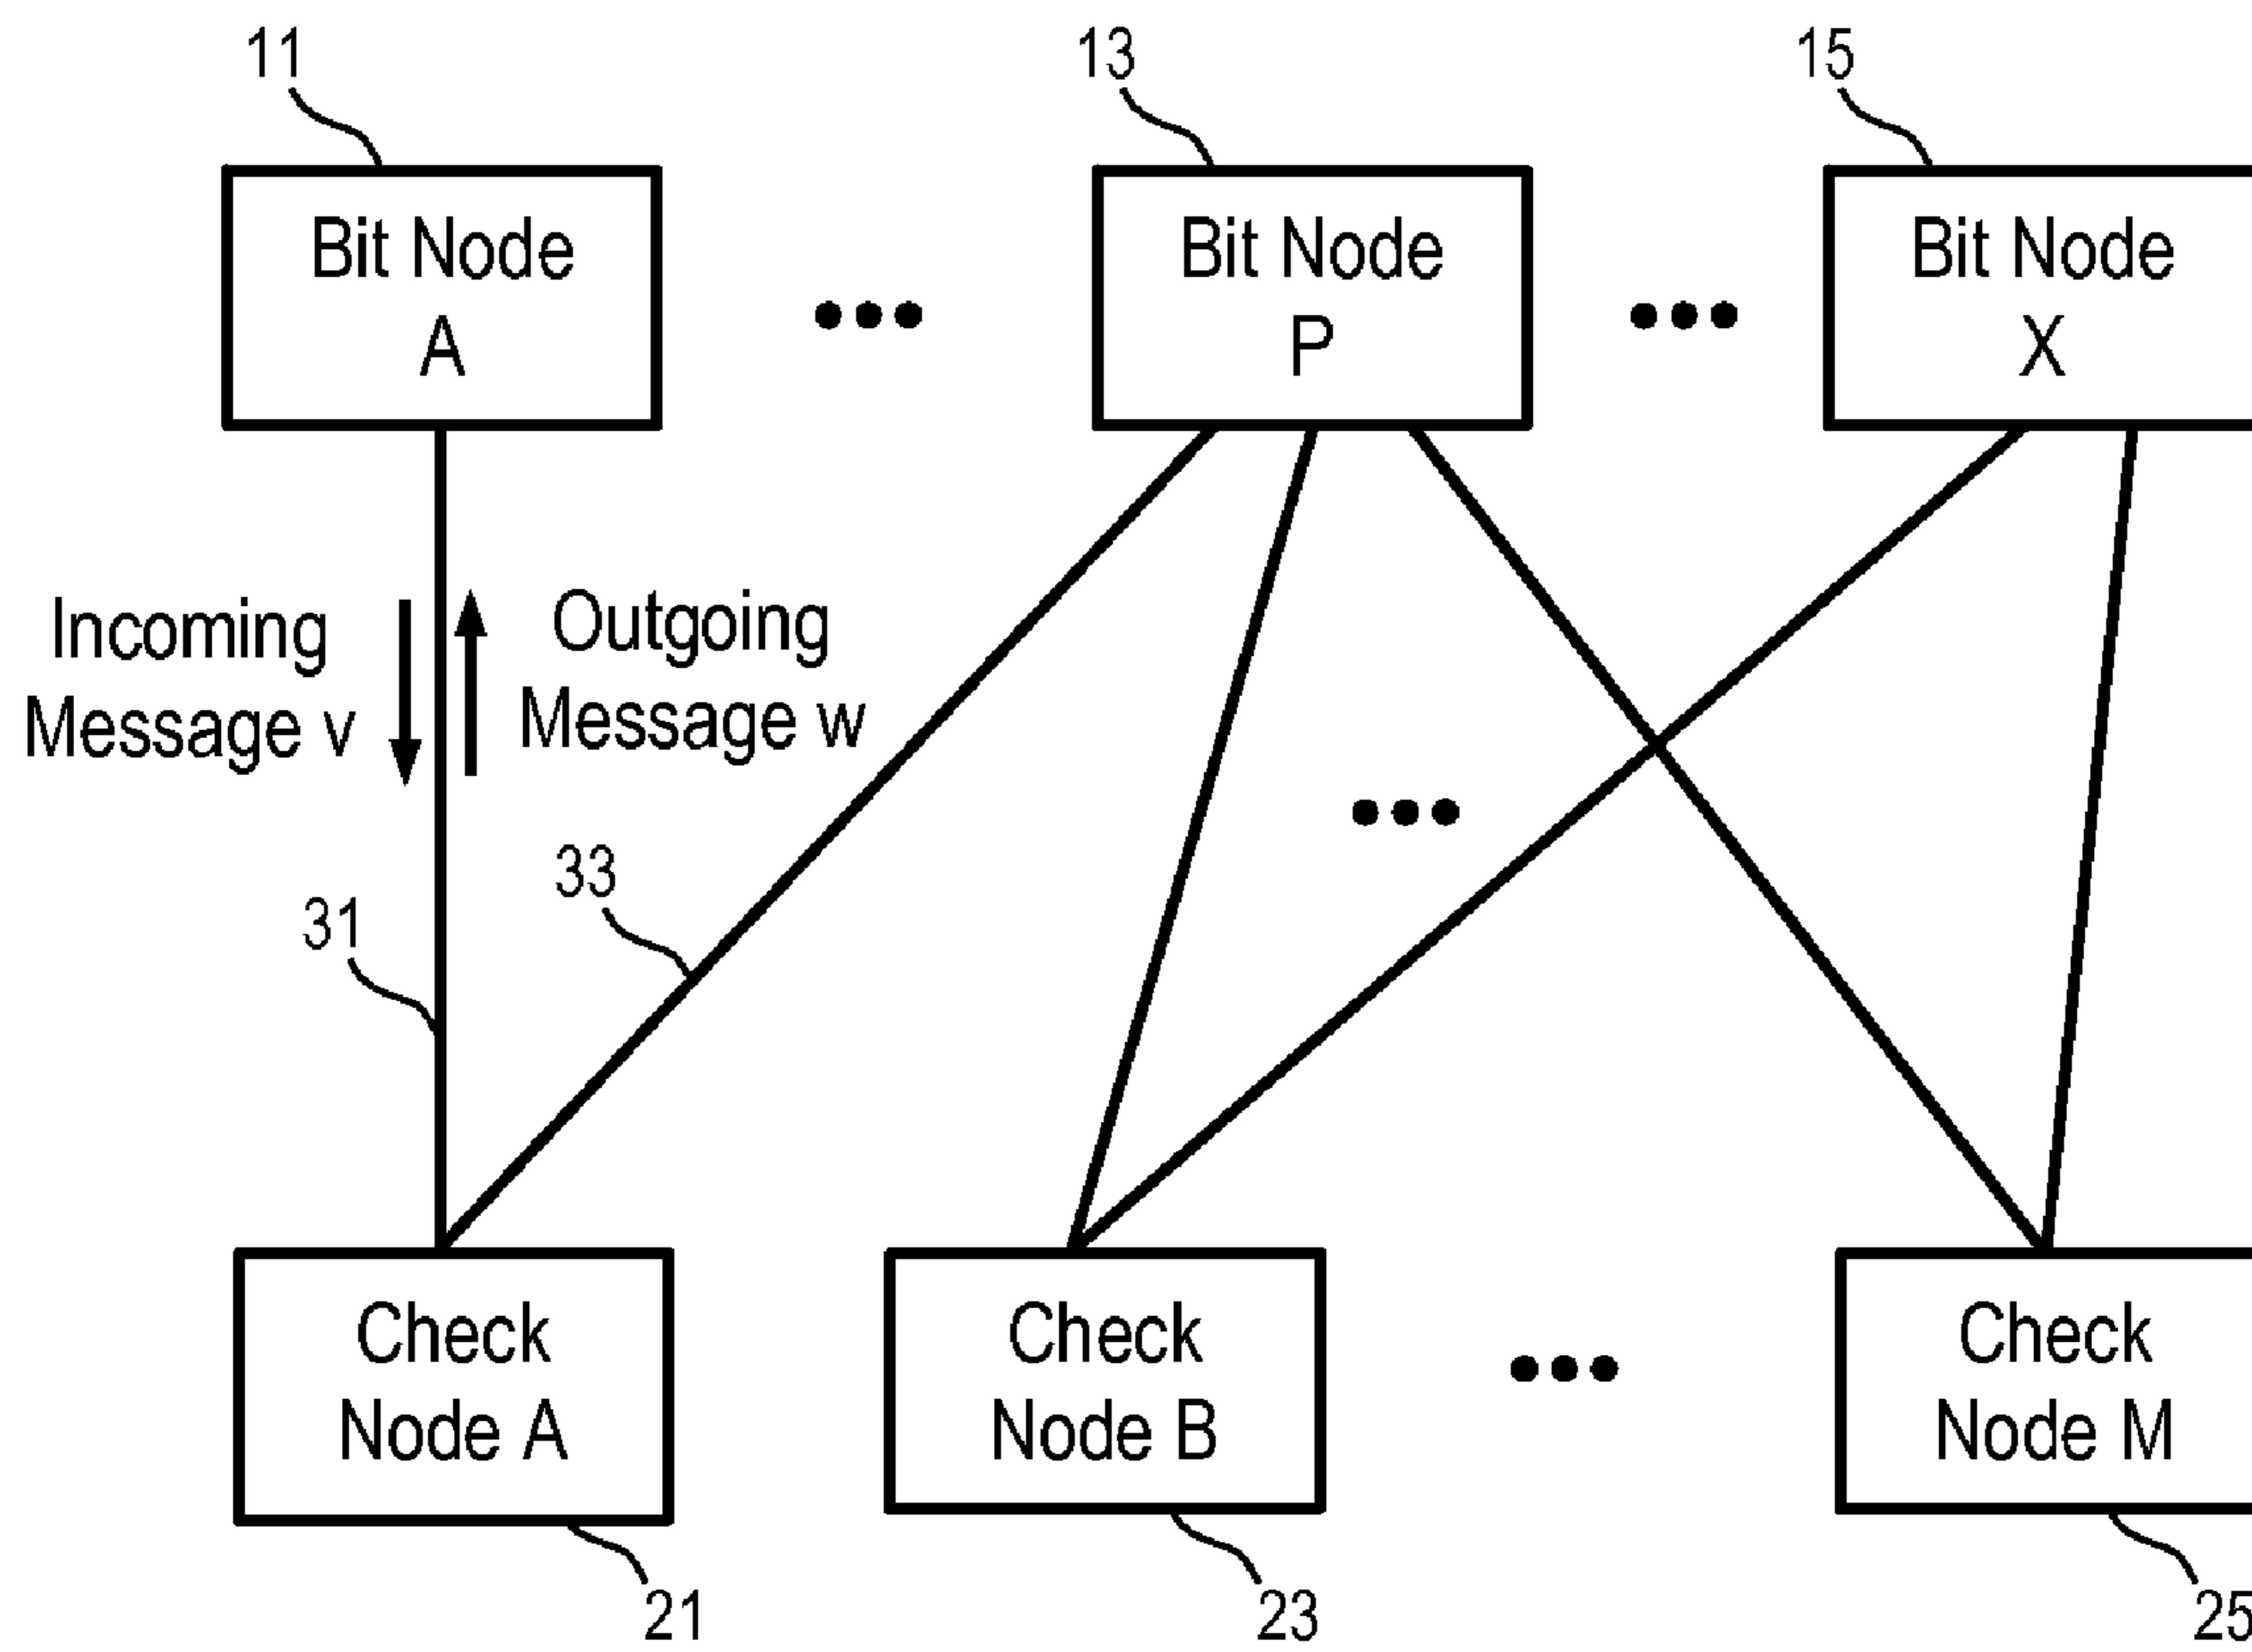 11
13
15
Bit Node
A
Bit Node
P
Bit Node
X
Incoming
Message v
Outgoing
Message w
33
31
Check
Node A
Check
Node B
Check
Node M
21
23
25